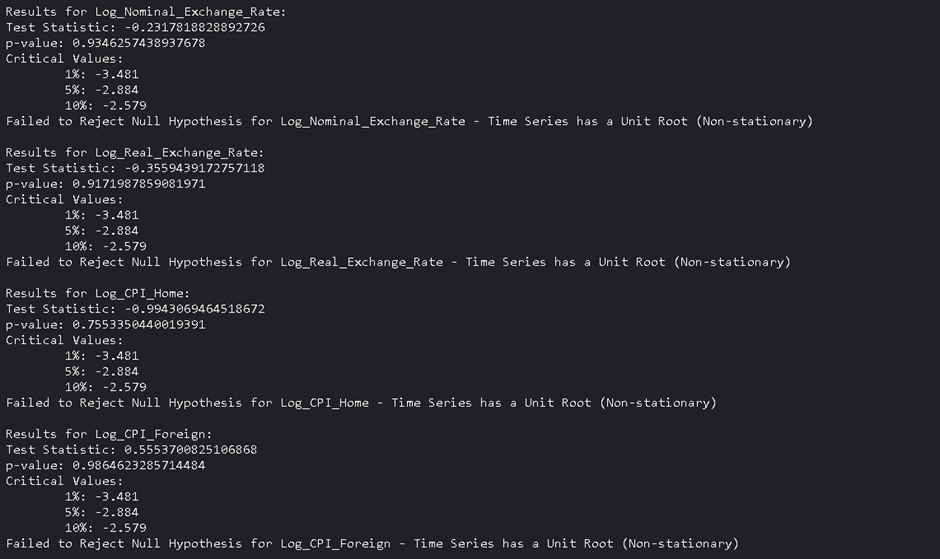 Results for Log_Nominal_Exchange_Rate:
Test Statistic: -0.2317818828892726
p-value: 0.9346257438937678
Critical Values:
1%: -3.481
5%: -2.884
10%: -2.579
Failed to Reject Null Hypothesis for Log_Nominal_Exchange_Rate - Time Series has a Unit Root (Non-stationary)
Results for Log_Real_Exchange_Rate:
Test Statistic: -0.3559439172757118
p-value: 0.9171987859081971
Critical Values:
1%: -3.481
5%: -2.884
10%: -2.579
Failed to Reject Null Hypothesis for Log_Real_Exchange_Rate - Time Series has a Unit Root (Non-stationary)
Results for Log_CPI_Home:
Test Statistic: -0.9943069464518672
p-value: 0.7553350440019391
Critical Values:
1%: -3.481
5%: -2.884
10%: -2.579
Failed to Reject Null Hypothesis for Log_CPI_Home - Time Series has a Unit Root (Non-stationary)
Results for Log_CPI_Foreign:
Test Statistic: 0.5553700825106868
p-value: 0.9864623285714484
Critical Values:
1%: -3.481
5%: -2.884
10%: -2.579
Failed to Reject Null Hypothesis for Log_CPI_Foreign - Time Series has a Unit Root (Non-stationary)